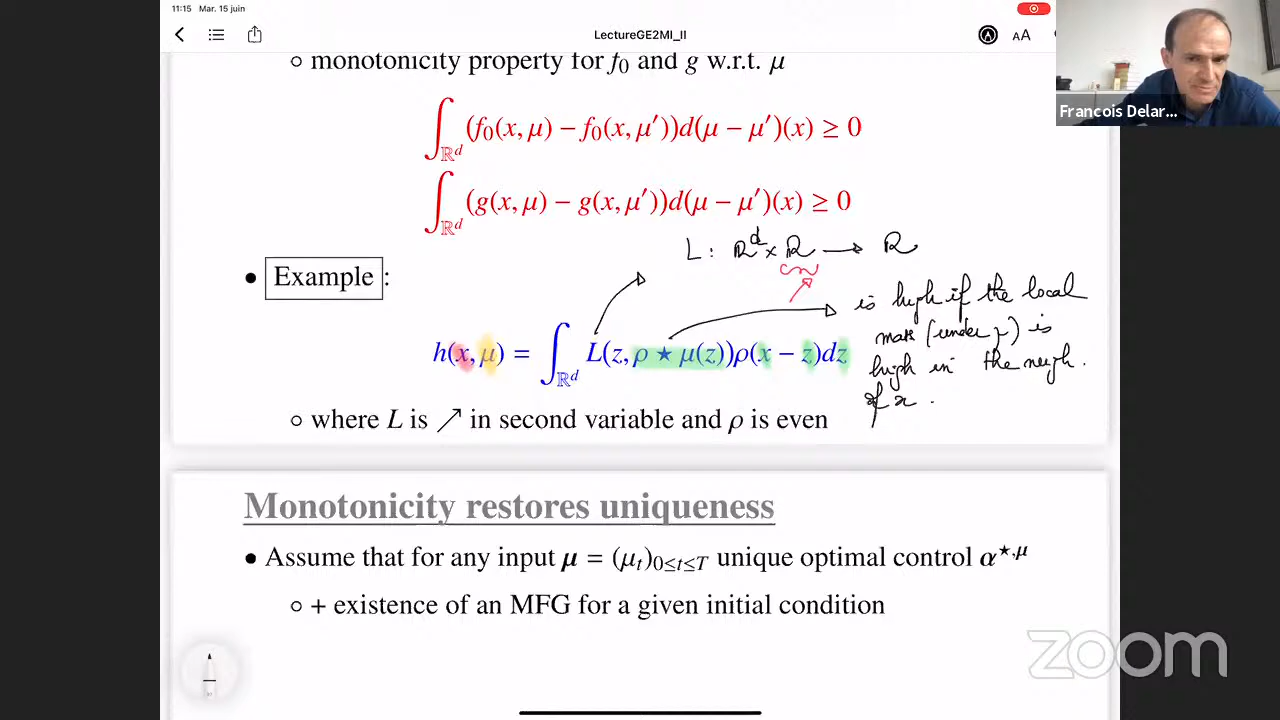 11:15 Mar. 15 juin
LectureGE2MI_II
AA
Francois Delar...
○ monotonicity property for f₀ and g w.r.t. μ
∫_{ℝ^d} (f₀(x, μ) − f₀(x, μ′))d(μ − μ′)(x) ≥ 0
∫_{ℝ^d} (g(x, μ) − g(x, μ′))d(μ − μ′)(x) ≥ 0
L : ℝ^d × ℝ → ℝ
• Example:
is high if the local
mass (under μ) is
high in the neigh.
of x.
h(x, μ) = ∫_{ℝ^d} L(z, ρ ⋆ μ(z))ρ(x − z)dz
○ where L is ↗ in second variable and ρ is even
Monotonicity restores uniqueness
• Assume that for any input μ = (μ_t)_{0≤t≤T} unique optimal control α^{⋆,μ}
○ + existence of an MFG for a given initial condition
zoom